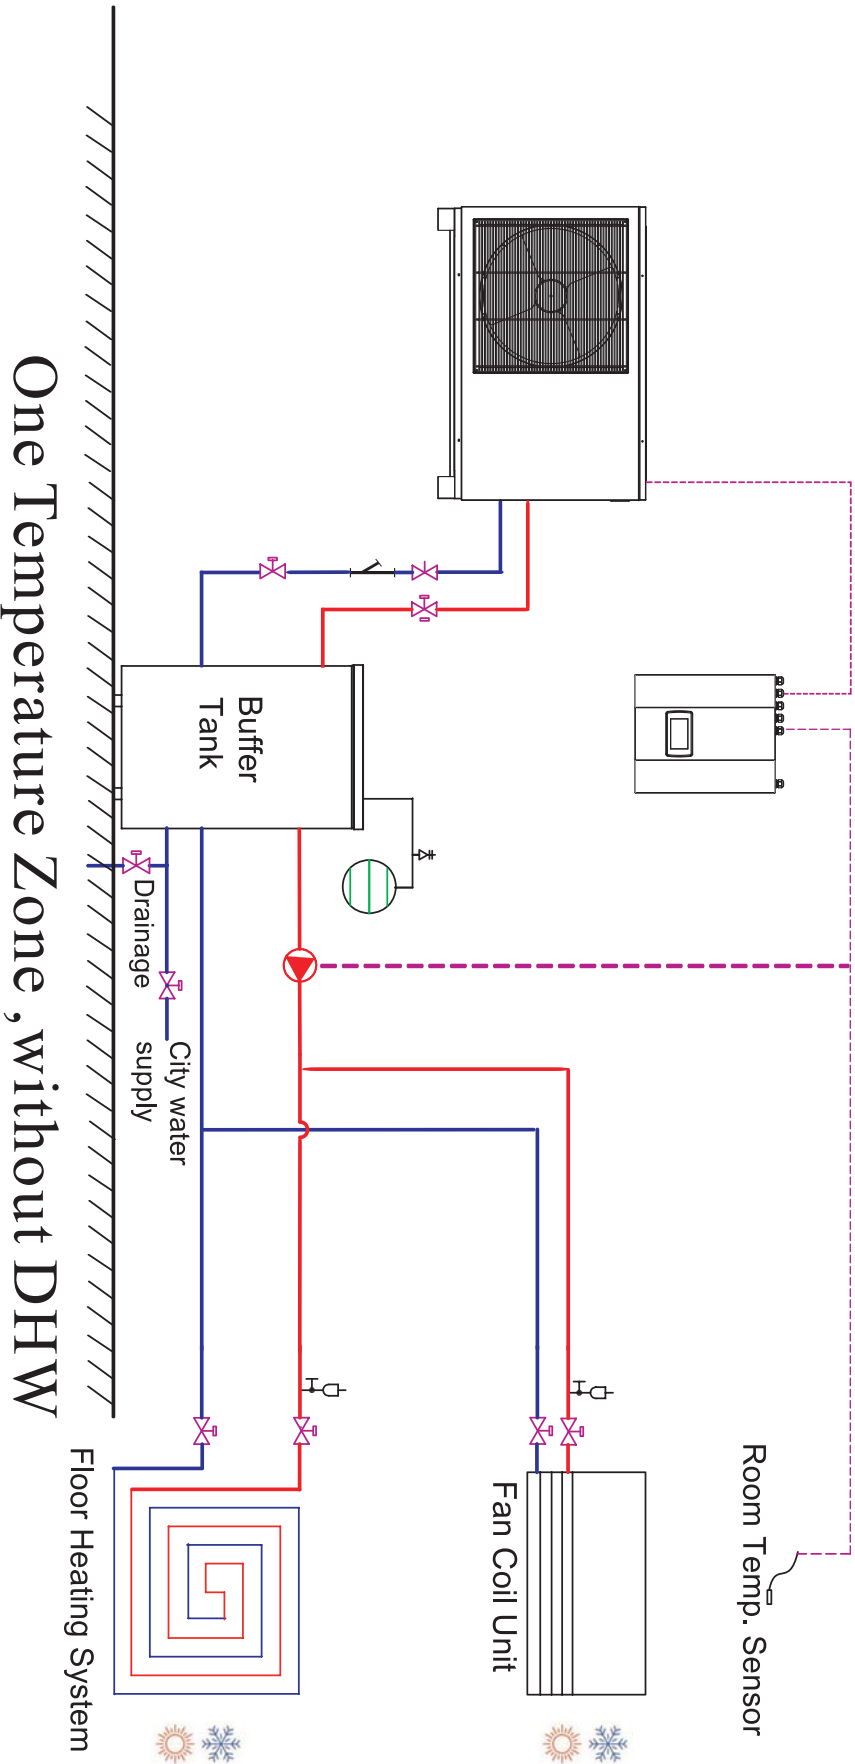 Room Temp. Sensor
Buffer
Tank
Fan Coil Unit
City water
supply
Drainage
Floor Heating System
One Temperature Zone ,without DHW